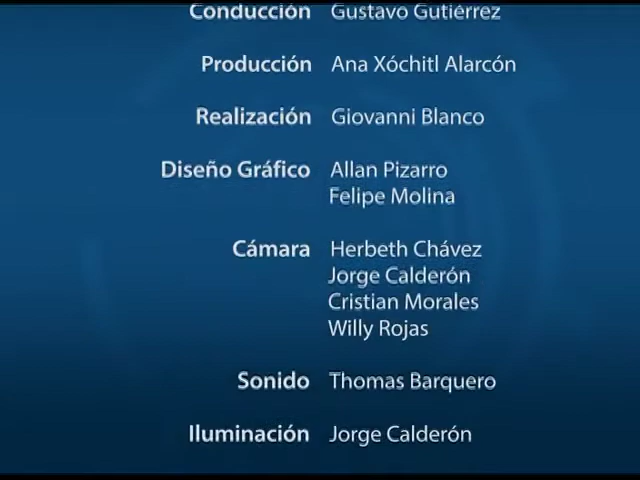 Conducción Gustavo Gutiérrez
Producción Ana Xóchitl Alarcón
Realización Giovanni Blanco
Diseño Gráfico Allan Pizarro
Felipe Molina
Cámara Herbeth Chávez
Jorge Calderón
Cristian Morales
Willy Rojas
Sonido Thomas Barquero
Iluminación Jorge Calderón